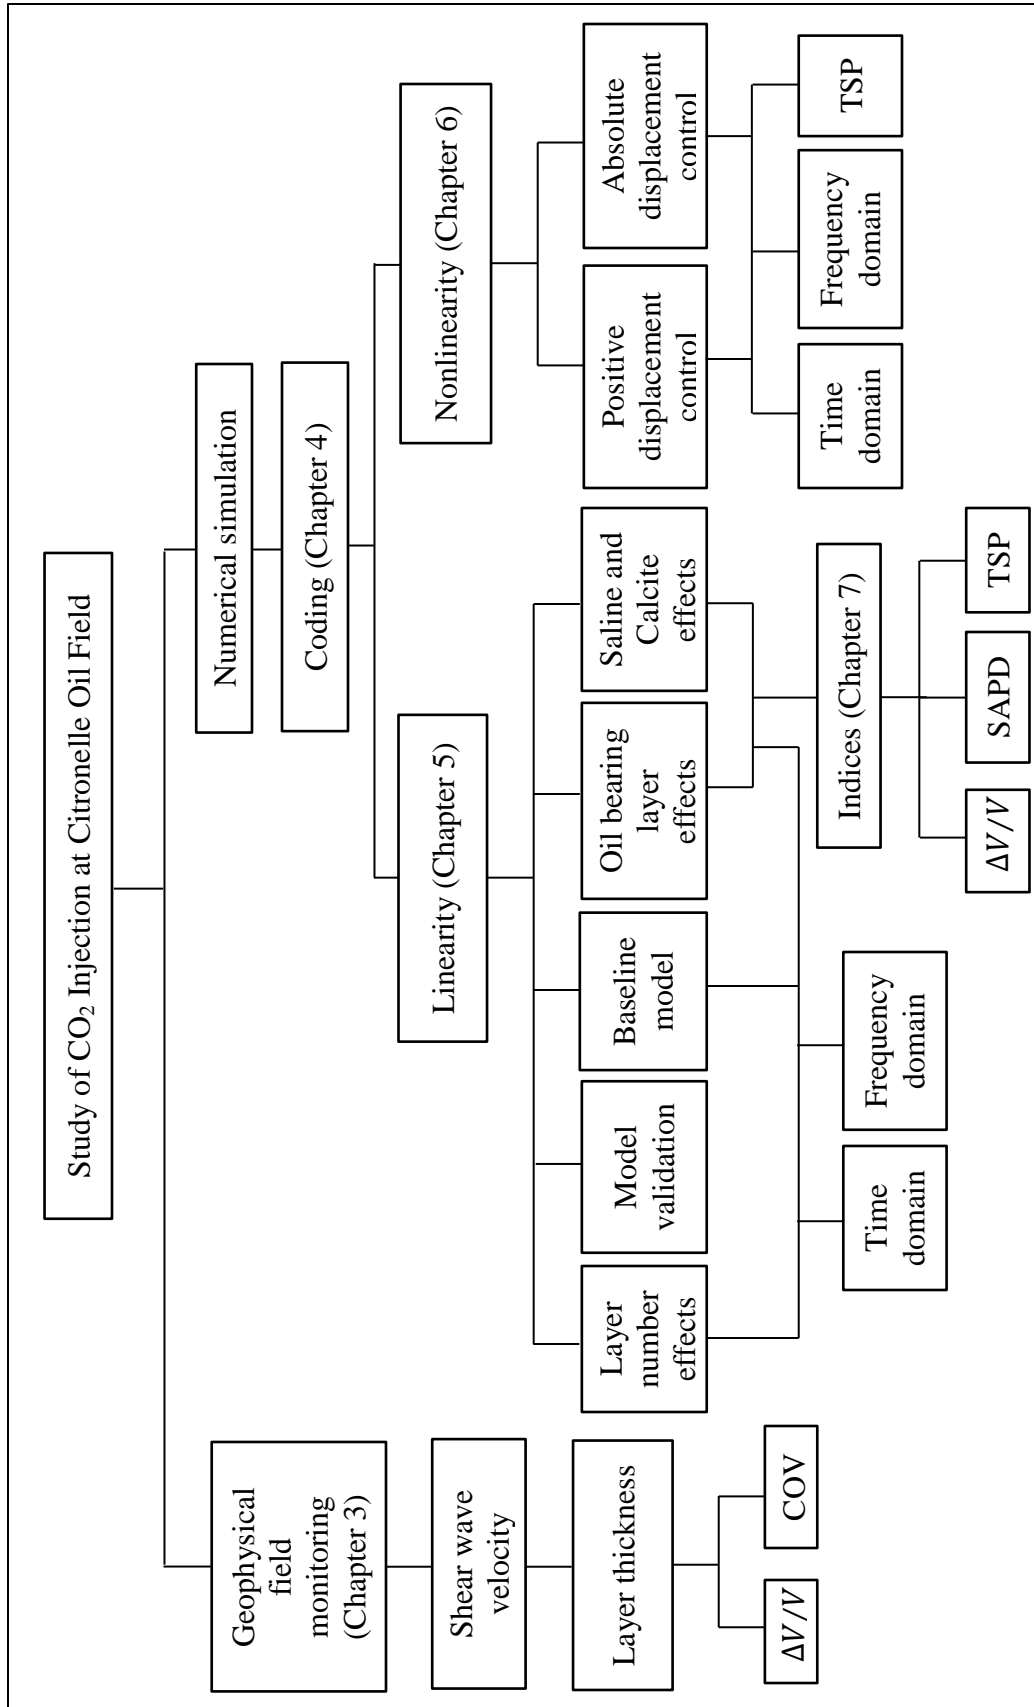 Study of CO₂ Injection at Citronelle Oil Field
Geophysical
field
monitoring
(Chapter 3)
Shear wave
velocity
Layer thickness
ΔV/V
COV
Numerical simulation
Coding (Chapter 4)
Linearity (Chapter 5)
Nonlinearity (Chapter 6)
Layer
number
effects
Model
validation
Baseline
model
Oil bearing
layer
effects
Saline and
Calcite
effects
Positive
displacement
control
Absolute
displacement
control
Time
domain
Frequency
domain
Indices (Chapter 7)
ΔV/V
SAPD
TSP
Time
domain
Frequency
domain
TSP